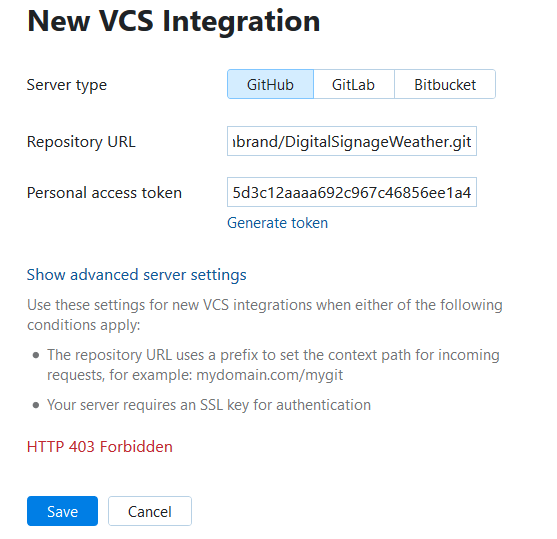 New VCS Integration
Server type
GitHub GitLab Bitbucket
Repository URL
brand/DigitalSignageWeather.git
Personal access token
5d3c12aaaa692c967c46856ee1a4
Generate token
Show advanced server settings
Use these settings for new VCS integrations when either of the following
conditions apply:
● The repository URL uses a prefix to set the context path for incoming
requests, for example: mydomain.com/mygit
● Your server requires an SSL key for authentication
HTTP 403 Forbidden
Save Cancel